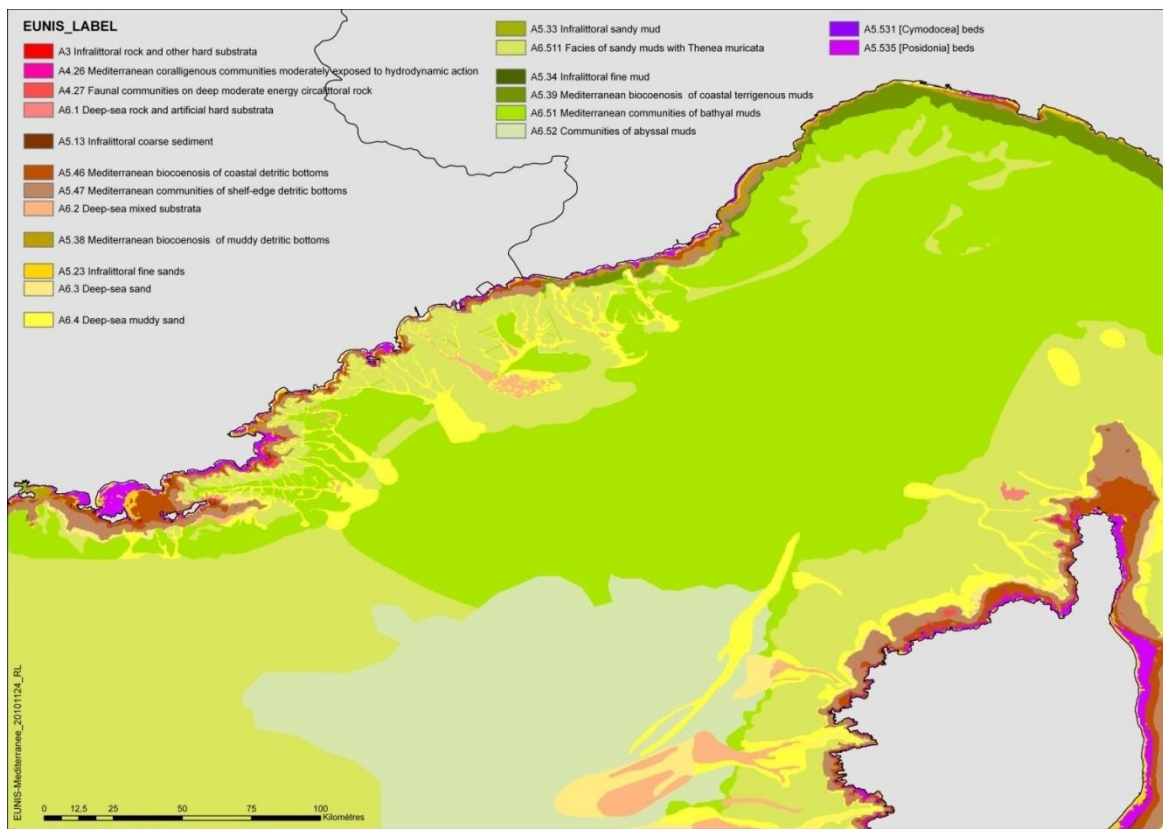 EUNIS_LABEL
A3 Infralittoral rock and other hard substrata
A4.26 Mediterranean coralligenous communities moderately exposed to hydrodynamic action
A4.27 Faunal communities on deep moderate energy circalittoral rock
A6.1 Deep-sea rock and artificial hard substrata
A5.13 Infralittoral coarse sediment
A5.46 Mediterranean biocoenosis of coastal detritic bottoms
A5.47 Mediterranean communities of shelf-edge detritic bottoms
A6.2 Deep-sea mixed substrata
A5.38 Mediterranean biocoenosis of muddy detritic bottoms
A5.23 Infralittoral fine sands
A6.3 Deep-sea sand
A6.4 Deep-sea muddy sand
A5.33 Infralittoral sandy mud
A6.511 Facies of sandy muds with Thenea muricata
A5.34 Infralittoral fine mud
A5.39 Mediterranean biocoenosis of coastal terrigenous muds
A6.51 Mediterranean communities of bathyal muds
A6.52 Communities of abyssal muds
A5.531 [Cymodocea] beds
A5.535 [Posidonia] beds
EUNIS-Mediterranee_20101124_RL
0 12,5 25 50 75 100
Kilomètres